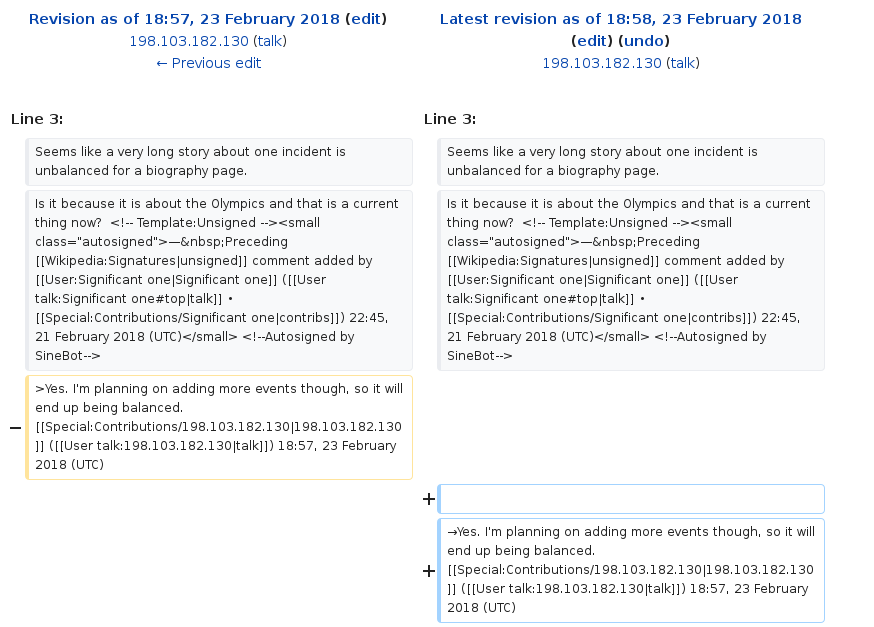 Revision as of 18:57, 23 February 2018 (edit)
198.103.182.130 (talk)
← Previous edit
Latest revision as of 18:58, 23 February 2018
(edit) (undo)
198.103.182.130 (talk)
Line 3:
Line 3:
Seems like a very long story about one incident is
unbalanced for a biography page.
Seems like a very long story about one incident is
unbalanced for a biography page.
Is it because it is about the Olympics and that is a current
thing now?  <!-- Template:Unsigned --><small
class="autosigned">—&nbsp;Preceding
[[Wikipedia:Signatures|unsigned]] comment added by
[[User:Significant one|Significant one]] ([[User
talk:Significant one#top|talk]] •
[[Special:Contributions/Significant one|contribs]]) 22:45,
21 February 2018 (UTC)</small> <!--Autosigned by
SineBot-->
Is it because it is about the Olympics and that is a current
thing now?  <!-- Template:Unsigned --><small
class="autosigned">—&nbsp;Preceding
[[Wikipedia:Signatures|unsigned]] comment added by
[[User:Significant one|Significant one]] ([[User
talk:Significant one#top|talk]] •
[[Special:Contributions/Significant one|contribs]]) 22:45,
21 February 2018 (UTC)</small> <!--Autosigned by
SineBot-->
−
>Yes. I'm planning on adding more events though, so it will
end up being balanced.
[[Special:Contributions/198.103.182.130|198.103.182.130
]] ([[User talk:198.103.182.130|talk]]) 18:57, 23 February
2018 (UTC)
+
+
→Yes. I'm planning on adding more events though, so it will
end up being balanced.
[[Special:Contributions/198.103.182.130|198.103.182.130
]] ([[User talk:198.103.182.130|talk]]) 18:57, 23 February
2018 (UTC)